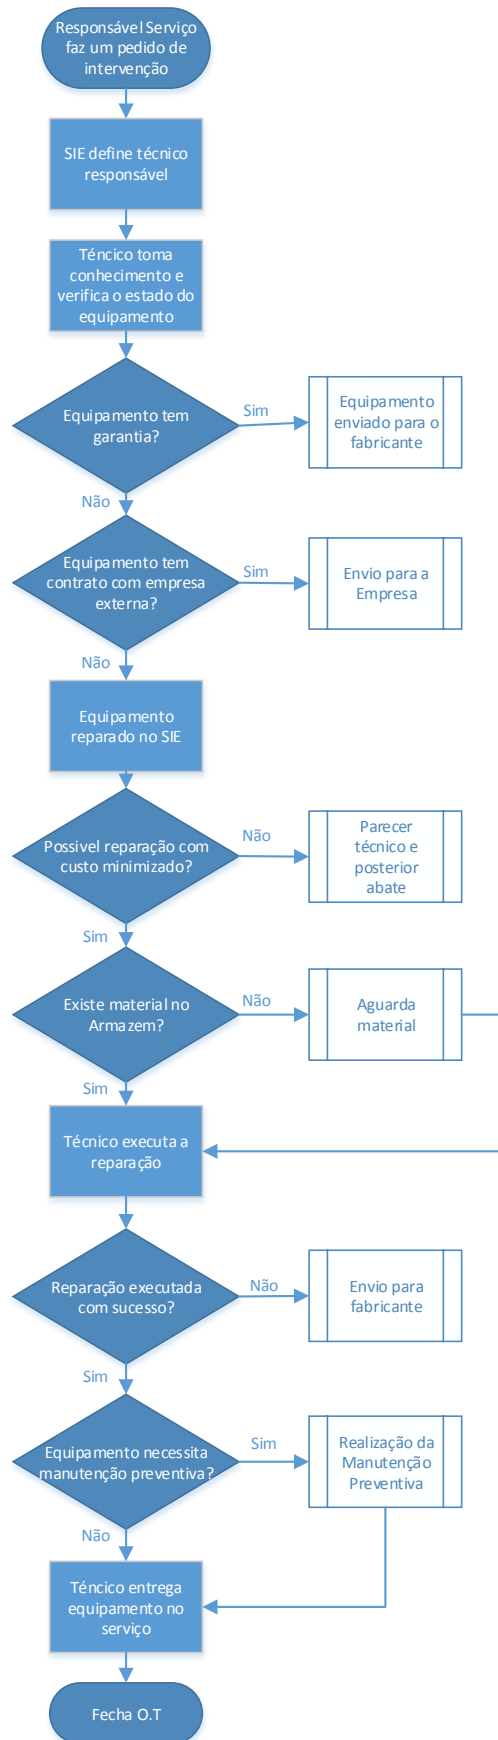 Responsável Serviço
faz um pedido de
intervenção
SIE define técnico
responsável
Téncico toma
conhecimento e
verifica o estado do
equipamento
Equipamento tem
garantia?
Sim
Equipamento
enviado para o
fabricante
Não
Equipamento tem
contrato com empresa
externa?
Sim
Envio para a
Empresa
Não
Equipamento
reparado no SIE
Possivel reparação com
custo minimizado?
Não
Parecer
técnico e
posterior
abate
Sim
Existe material no
Armazem?
Não
Aguarda
material
Sim
Técnico executa a
reparação
Reparação executada
com sucesso?
Não
Envio para
fabricante
Sim
Equipamento necessita
manutenção preventiva?
Sim
Realização da
Manutenção
Preventiva
Não
Téncico entrega
equipamento no
serviço
Fecha O.T